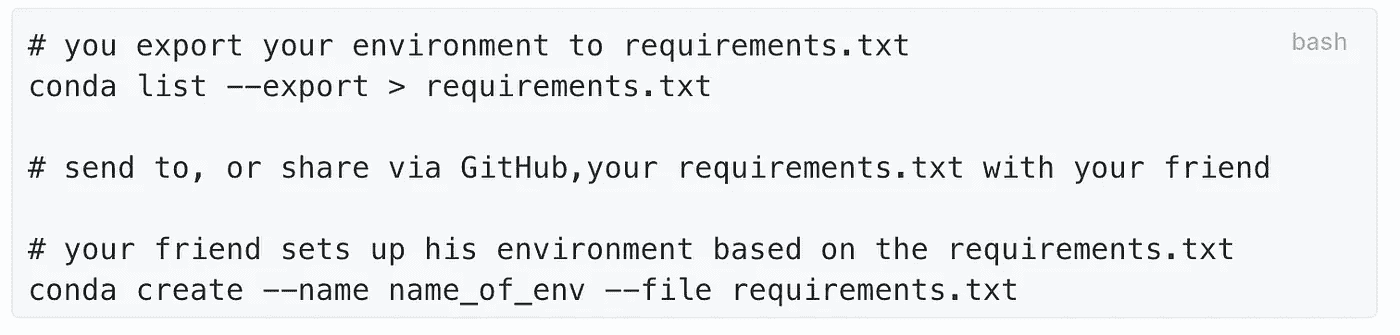 # you export your environment to requirements.txt
bash
conda list --export > requirements.txt
# send to, or share via GitHub,your requirements.txt with your friend
# your friend sets up his environment based on the requirements.txt
conda create --name name_of_env --file requirements.txt